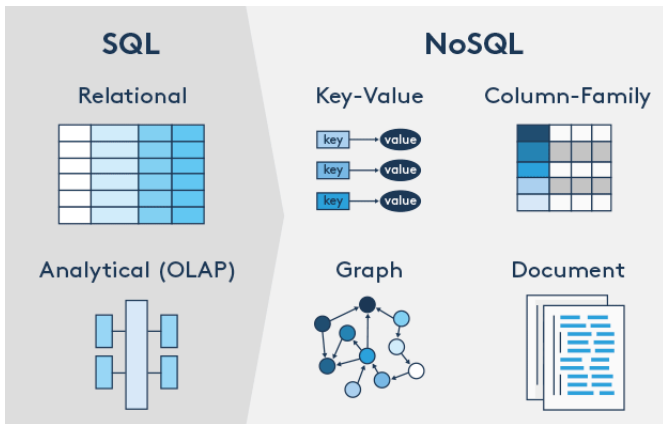 SQL
Relational
Analytical (OLAP)
NoSQL
Key-Value
key value
key value
key value
Column-Family
Graph
Document